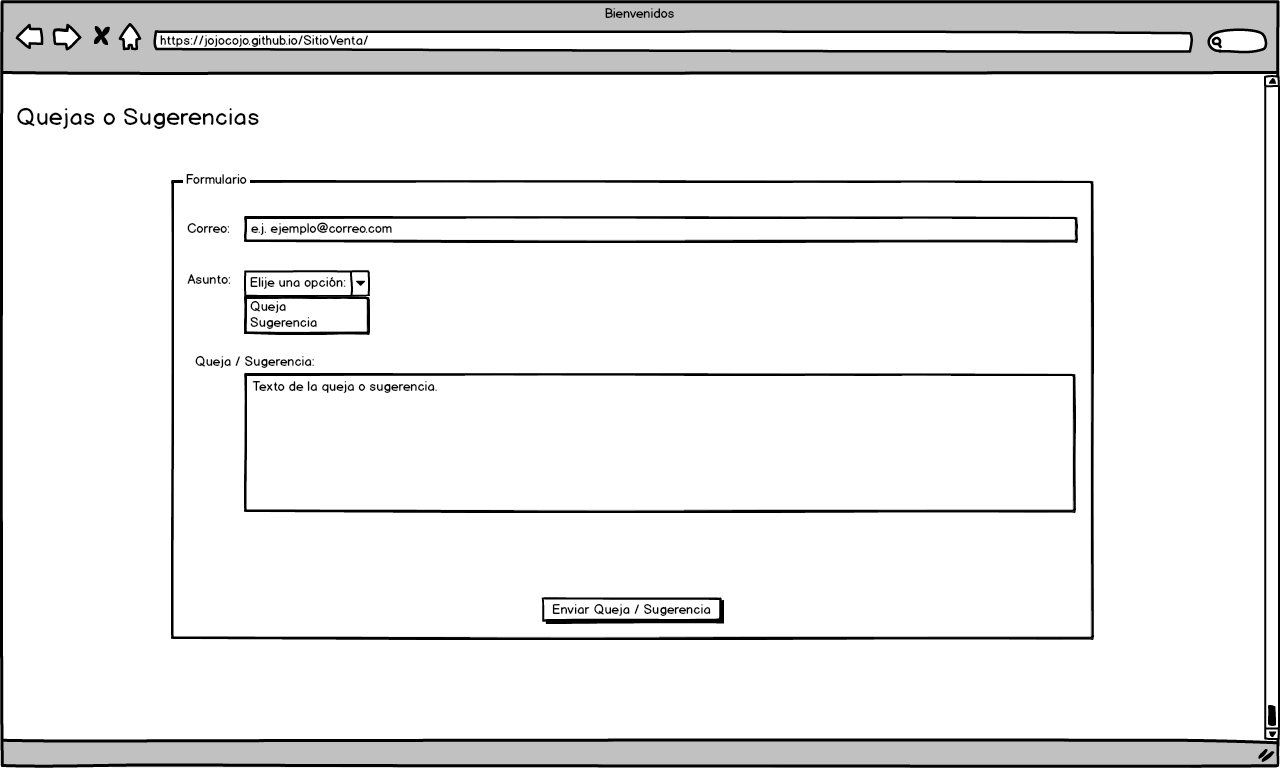 Bienvenidos
https://jojocojo.github.io/SitioVenta/
Quejas o Sugerencias
Formulario
Correo: e.j. ejemplo@correo.com
Asunto: Elije una opción:
Queja
Sugerencia
Queja / Sugerencia:
Texto de la queja o sugerencia.
Enviar Queja / Sugerencia